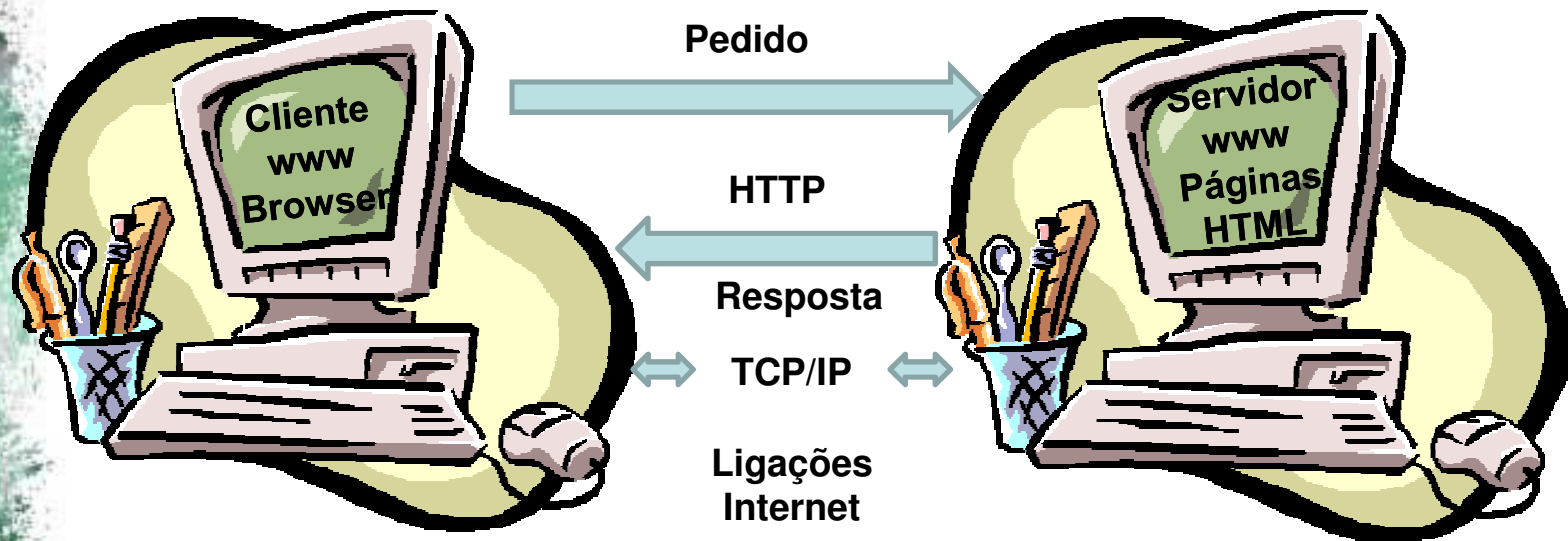 Pedido
Cliente
www
Browser
Servidor
www
Páginas
HTML
HTTP
Resposta
TCP/IP
Ligações
Internet